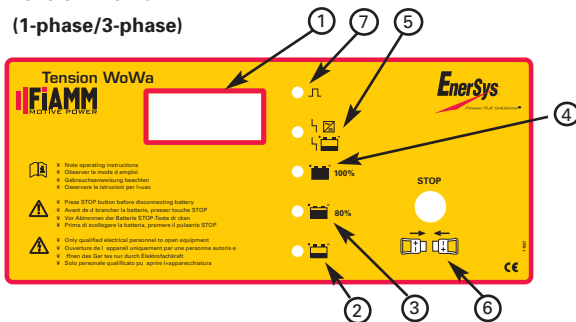 (1-phase/3-phase)
1
7
5
Tension WoWa
FIAMM
MOTIVE POWER
EnerSys
Power/Full Solutions
4
100%
STOP
80%
¥ Note operating instructions
¥ Observer le mode d emploi
¥ Gebrauchsanweisung beachten
¥ Osservare le istruzioni per l-uso
¥ Press STOP button before disconnecting battery
¥ Avant de d brancher la batterie, presser touche STOP
¥ Vor Abtrennen der Batterie STOP-Taste dr cken
¥ Prima di scollegare la batteria, premere il pulsante STOP
¥ Only qualified electrical personnel to open equipment
¥ Ouverture de l appareil uniquement par une personne autoris e
¥ ffnen des Ger tes nur durch Elektrofachkraft
¥ Solo personale qualificato pu aprire l-apparecchiatura
CE
2
3
6